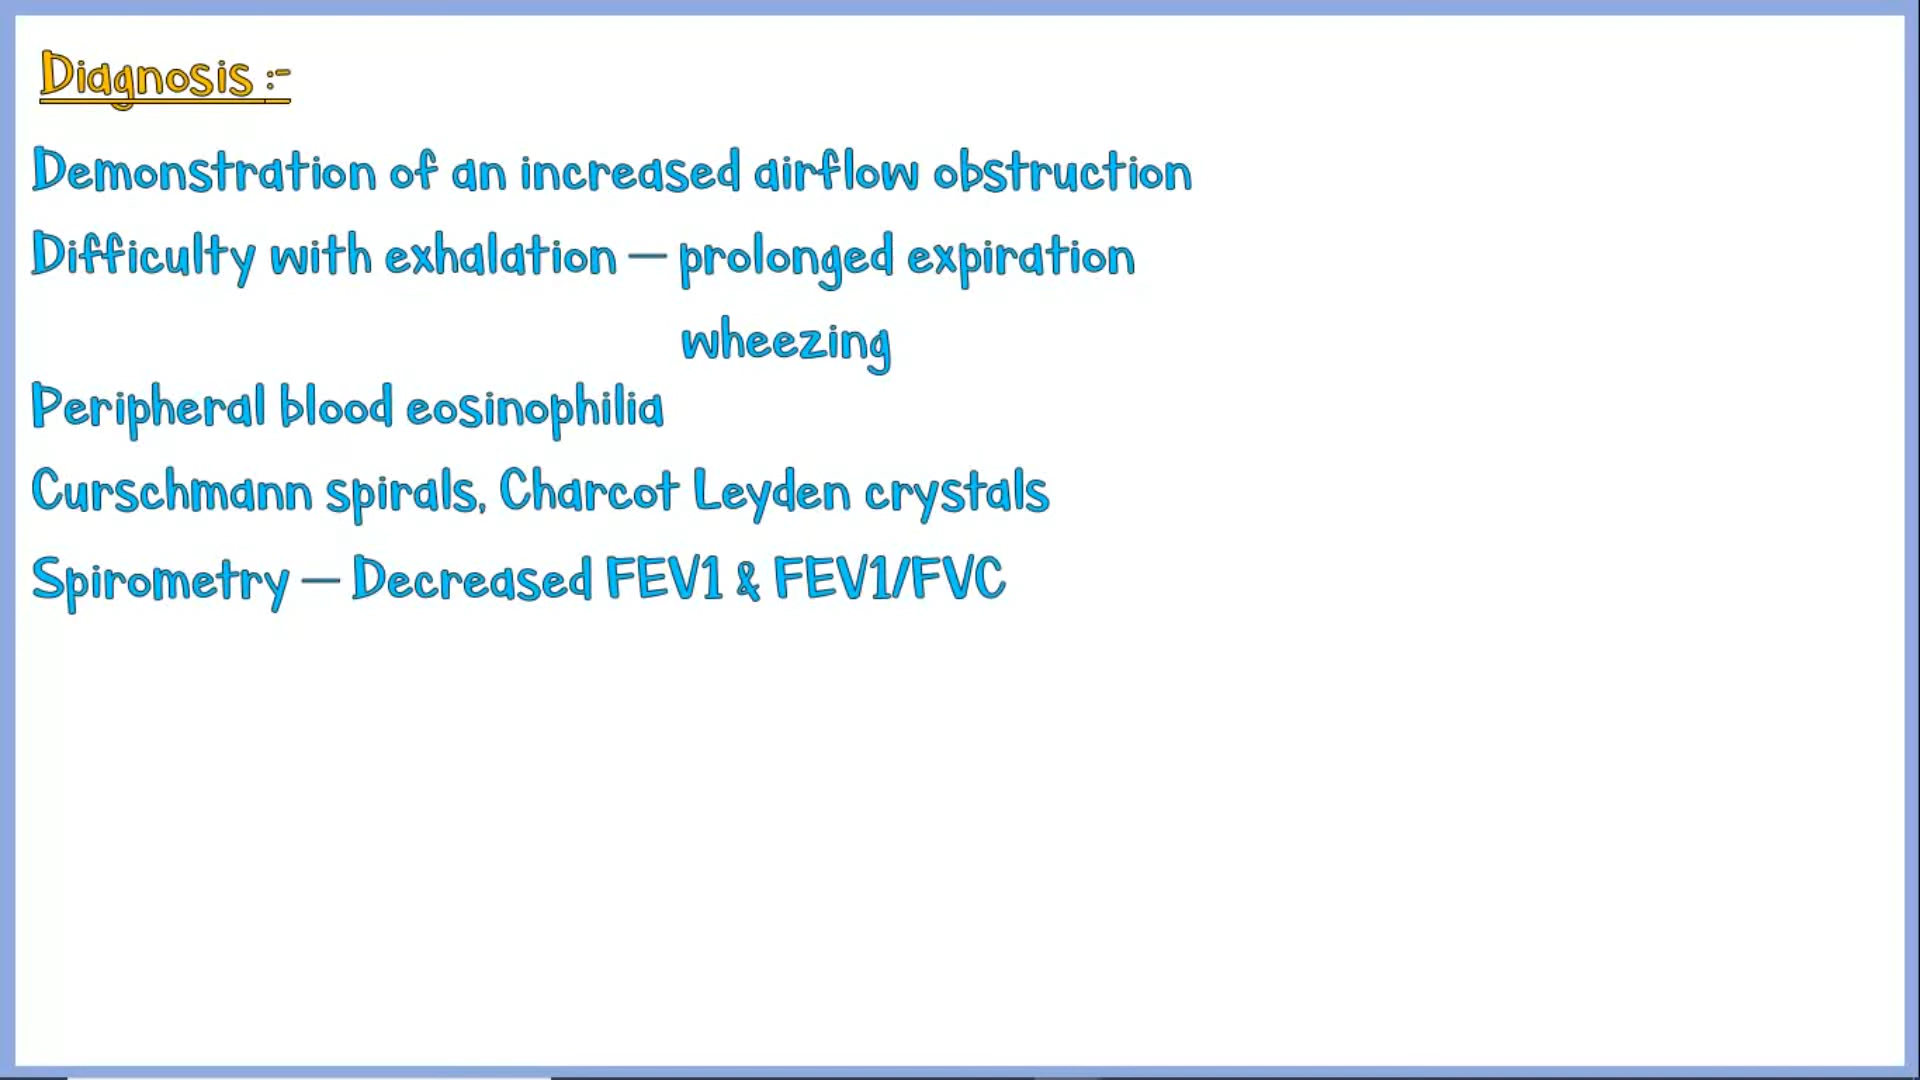 Diagnosis :-
Demonstration of an increased airflow obstruction
Difficulty with exhalation — prolonged expiration
wheezing
Peripheral blood eosinophilia
Curschmann spirals, Charcot Leyden crystals
Spirometry — Decreased FEV1 & FEV1/FVC